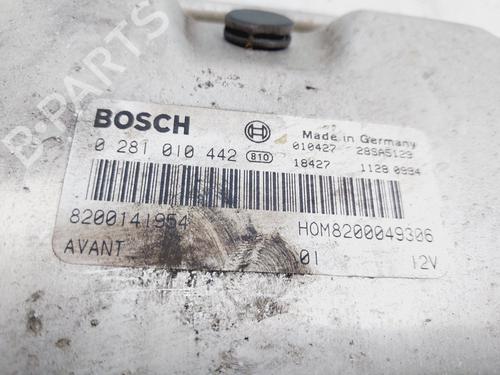 B-PARTS
BOSCH
Made in Germany
0 281 010 442 810
010427 28SA5129
18427 1128 0934
8200141954 HOM8200049306
AVANT 01 12V